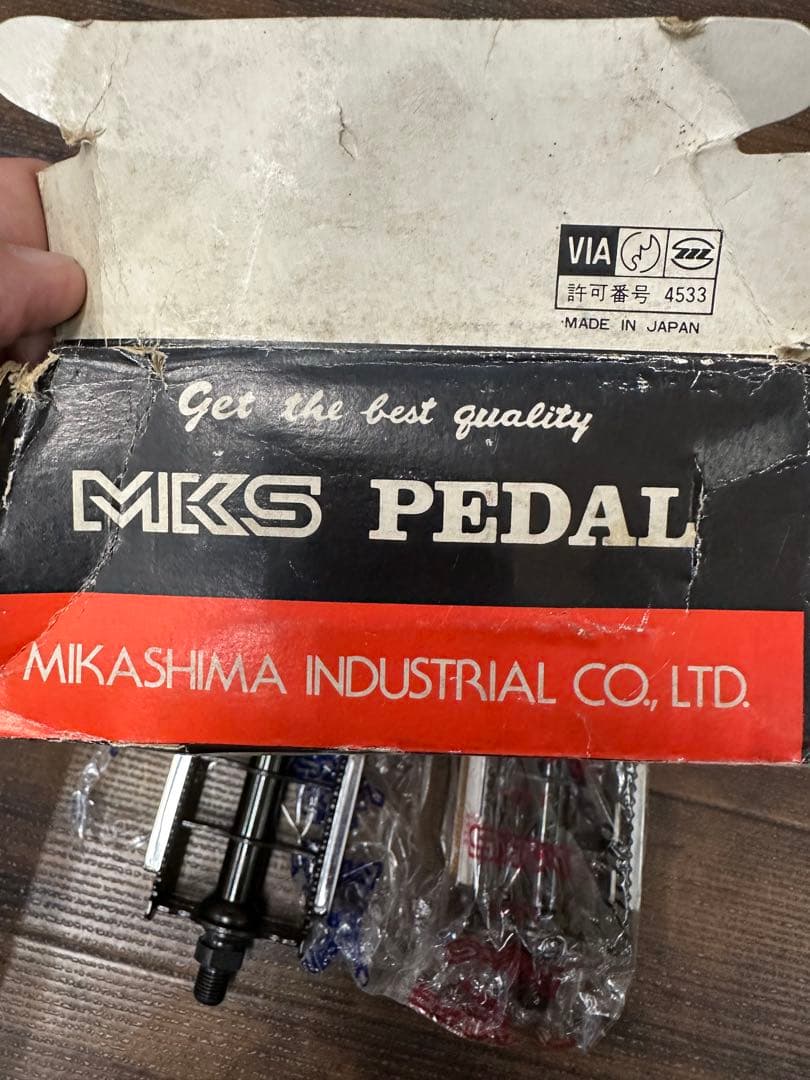 VIA
許可番号 4533
MADE IN JAPAN
Get the best quality
MKS PEDAL
MIKASHIMA INDUSTRIAL CO., LTD.